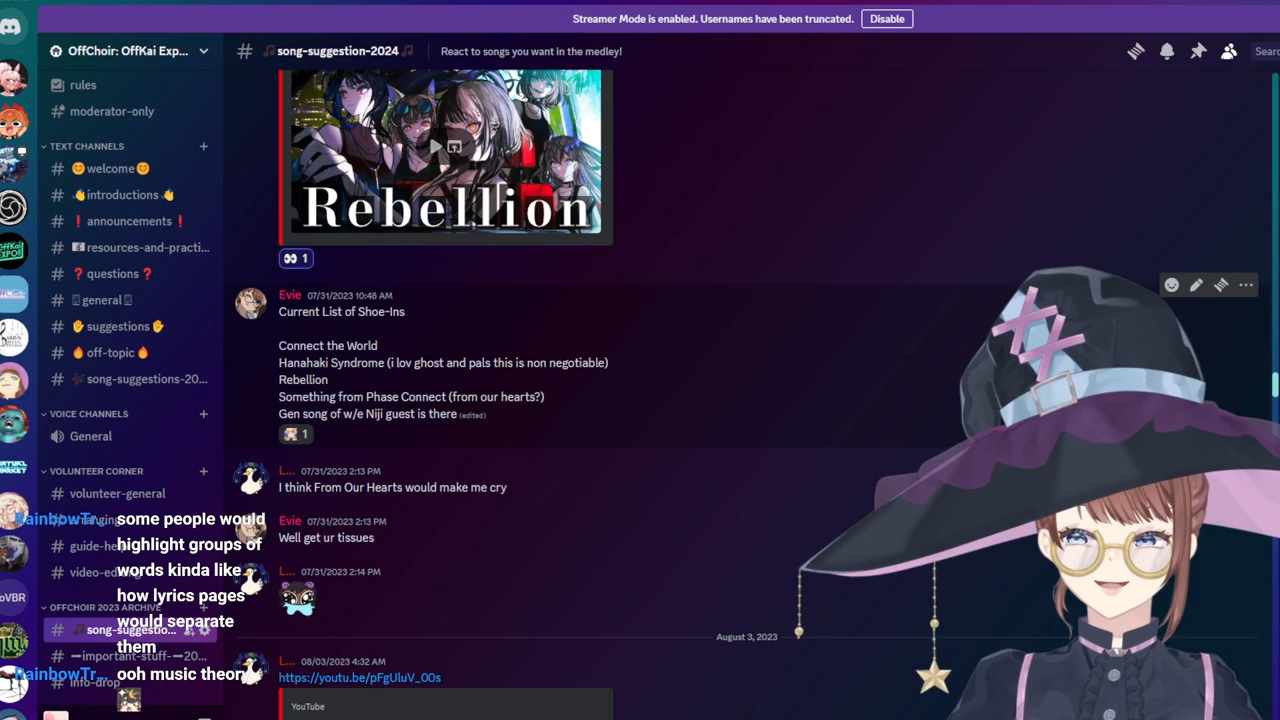 Streamer Mode is enabled. Usernames have been truncated.
Disable
OffChoir: OffKai Exp...
song-suggestion-2024
React to songs you want in the medley!
Sear
rules
moderator-only
TEXT CHANNELS
welcome
introductions
announcements
resources-and-practi...
questions
general
suggestions
off-topic
song-suggestions-20...
VOICE CHANNELS
General
VOLUNTEER CORNER
volunteer-general
guide-he
video-ed
OFFCHOIR 2023 ARCHIVE
song-suggestio...
important-stuff-➞20...
info-drop
Rebellion
1
Evie 07/31/2023 10:48 AM
Current List of Shoe-Ins
Connect the World
Hanahaki Syndrome (i lov ghost and pals this is non negotiable)
Rebellion
Something from Phase Connect (from our hearts?)
Gen song of w/e Niji guest is there (edited)
1
L... 07/31/2023 2:13 PM
I think From Our Hearts would make me cry
Evie 07/31/2023 2:13 PM
Well get ur tissues
L... 07/31/2023 2:14 PM
August 3, 2023
L... 08/03/2023 4:32 AM
https://youtu.be/pFgUluV_00s
YouTube
RainbowTr... some people would
highlight groups of
words kinda like
how lyrics pages
would separate
them
RainbowTr... ooh music theory